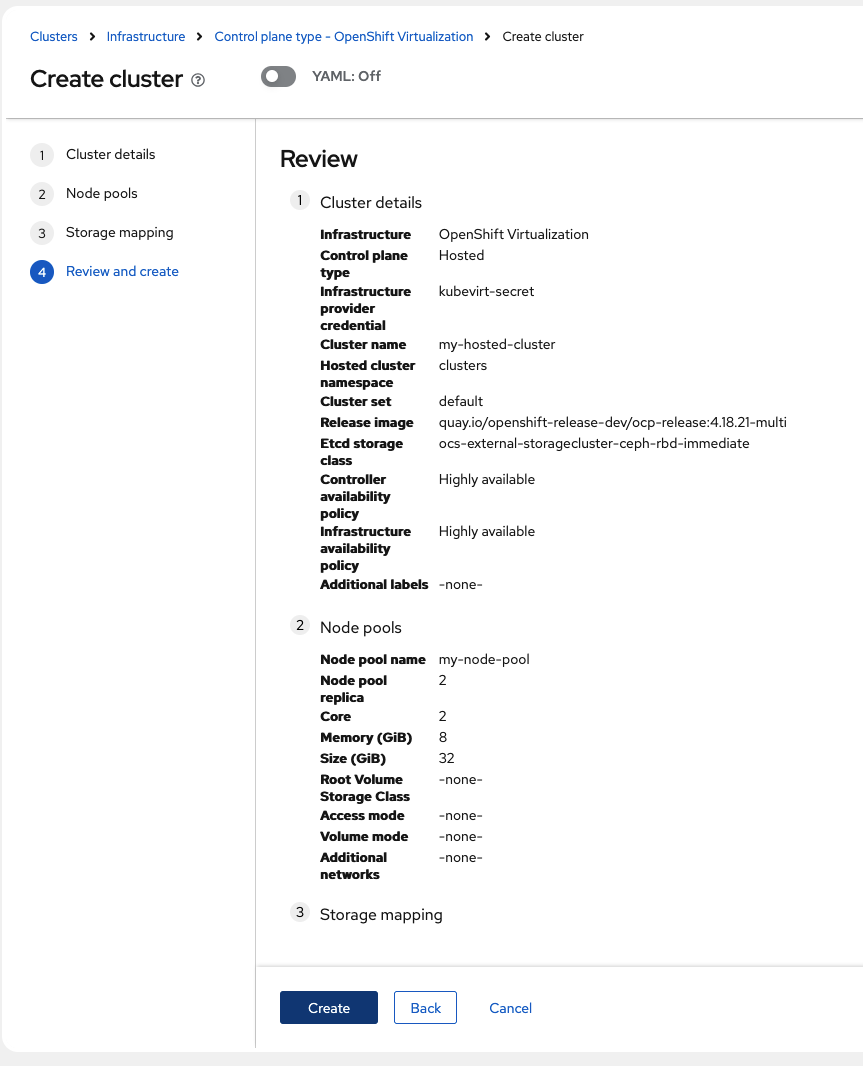 Clusters > Infrastructure > Control plane type - OpenShift Virtualization > Create cluster
Create cluster ?
YAML: Off
1 Cluster details
2 Node pools
3 Storage mapping
4 Review and create
Review
1 Cluster details
Infrastructure OpenShift Virtualization
Control plane Hosted
type
Infrastructure kubevirt-secret
provider
credential
Cluster name my-hosted-cluster
Hosted cluster clusters
namespace
Cluster set default
Release image quay.io/openshift-release-dev/ocp-release:4.18.21-multi
Etcd storage ocs-external-storagecluster-ceph-rbd-immediate
class
Controller Highly available
availability
policy
Infrastructure Highly available
availability
policy
Additional labels -none-
2 Node pools
Node pool name my-node-pool
Node pool 2
replica
Core 2
Memory (GiB) 8
Size (GiB) 32
Root Volume -none-
Storage Class
Access mode -none-
Volume mode -none-
Additional -none-
networks
3 Storage mapping
Create Back Cancel